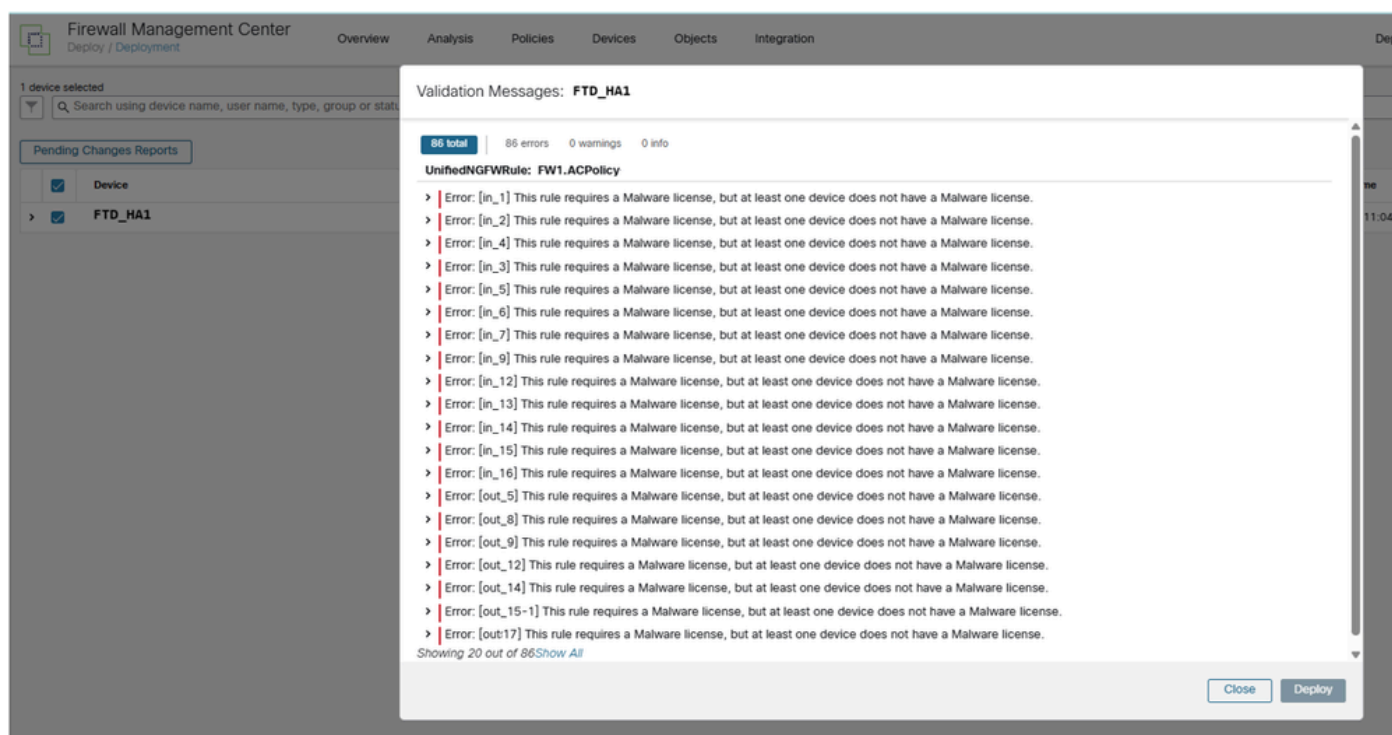 Firewall Management Center
Deploy / Deployment
Overview Analysis Policies Devices Objects Integration
1 device selected
Search using device name, user name, type, group or statu
Pending Changes Reports
Device
FTD_HA1
11:04
Validation Messages: FTD_HA1
86 total 86 errors 0 warnings 0 info
UnifiedNGFWRule: FW1.ACPolicy
Error: [in_1] This rule requires a Malware license, but at least one device does not have a Malware license.
Error: [in_2] This rule requires a Malware license, but at least one device does not have a Malware license.
Error: [in_4] This rule requires a Malware license, but at least one device does not have a Malware license.
Error: [in_3] This rule requires a Malware license, but at least one device does not have a Malware license.
Error: [in_5] This rule requires a Malware license, but at least one device does not have a Malware license.
Error: [in_6] This rule requires a Malware license, but at least one device does not have a Malware license.
Error: [in_7] This rule requires a Malware license, but at least one device does not have a Malware license.
Error: [in_9] This rule requires a Malware license, but at least one device does not have a Malware license.
Error: [in_12] This rule requires a Malware license, but at least one device does not have a Malware license.
Error: [in_13] This rule requires a Malware license, but at least one device does not have a Malware license.
Error: [in_14] This rule requires a Malware license, but at least one device does not have a Malware license.
Error: [in_15] This rule requires a Malware license, but at least one device does not have a Malware license.
Error: [in_16] This rule requires a Malware license, but at least one device does not have a Malware license.
Error: [out_5] This rule requires a Malware license, but at least one device does not have a Malware license.
Error: [out_8] This rule requires a Malware license, but at least one device does not have a Malware license.
Error: [out_9] This rule requires a Malware license, but at least one device does not have a Malware license.
Error: [out_12] This rule requires a Malware license, but at least one device does not have a Malware license.
Error: [out_14] This rule requires a Malware license, but at least one device does not have a Malware license.
Error: [out_15-1] This rule requires a Malware license, but at least one device does not have a Malware license.
Error: [out:17] This rule requires a Malware license, but at least one device does not have a Malware license.
Showing 20 out of 86Show All
Close Deploy